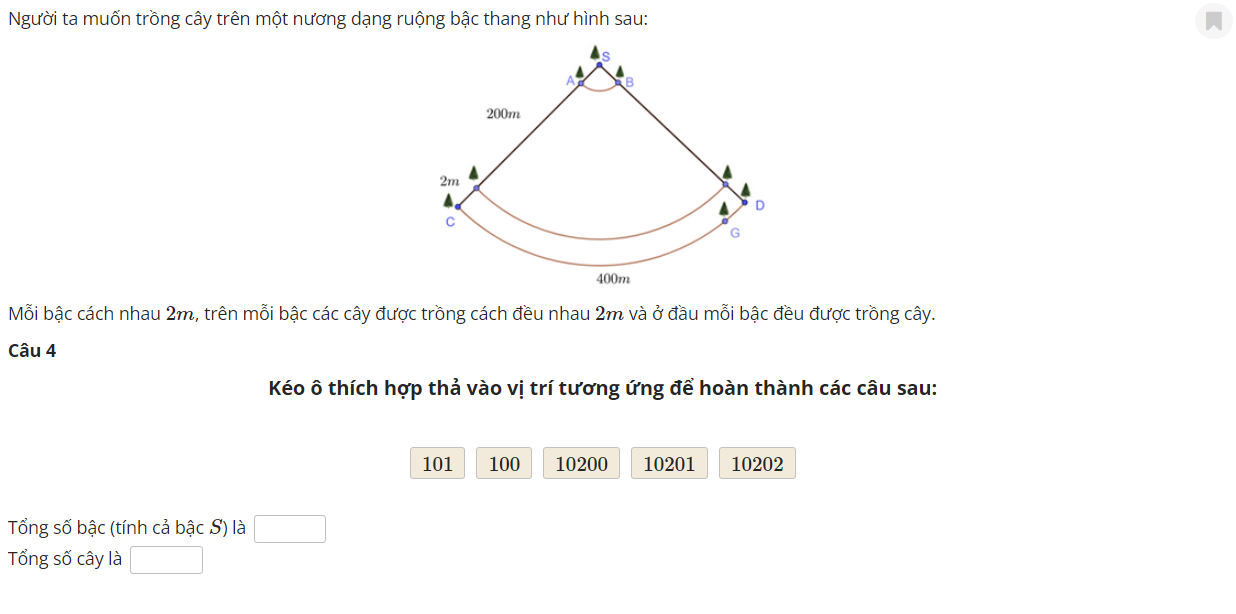 Người ta muốn trồng cây trên một nương dạng ruộng bậc thang như hình sau:
S
A
B
200m
2m
C
D
G
400m
Mỗi bậc cách nhau 2m, trên mỗi bậc các cây được trồng cách đều nhau 2m và ở đầu mỗi bậc đều được trồng cây.
Câu 4
Kéo ô thích hợp thả vào vị trí tương ứng để hoàn thành các câu sau:
101 100 10200 10201 10202
Tổng số bậc (tính cả bậc S) là
Tổng số cây là